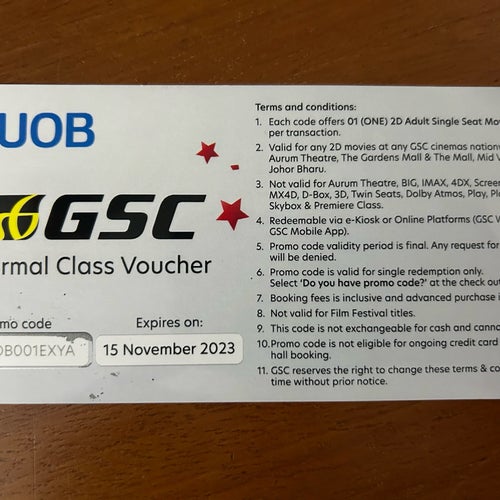 UOB
GSC
rmal Class Voucher
mo code
Expires on:
OB001EXYA
15 November 2023
Terms and conditions:
1. Each code offers 01 (ONE) 2D Adult Single Seat Mo
per transaction.
2. Valid for any 2D movies at any GSC cinemas nation
Aurum Theatre, The Gardens Mall & The Mall, Mid V
Johor Bharu.
3. Not valid for Aurum Theatre, BIG, IMAX, 4DX, Screen
MX4D, D-Box, 3D, Twin Seats, Dolby Atmos, Play, Pl
Skybox & Premiere Class.
4. Redeemable via e-Kiosk or Online Platforms (GSC W
GSC Mobile App).
5. Promo code validity period is final. Any request for
will be denied.
6. Promo code is valid for single redemption only.
Select 'Do you have promo code?' at the check ou
7. Booking fees is inclusive and advanced purchase i
8. Not valid for Film Festival titles.
9. This code is not exchangeable for cash and cann
10. Promo code is not eligible for ongoing credit card
hall booking.
11. GSC reserves the right to change these terms & co
time without prior notice.